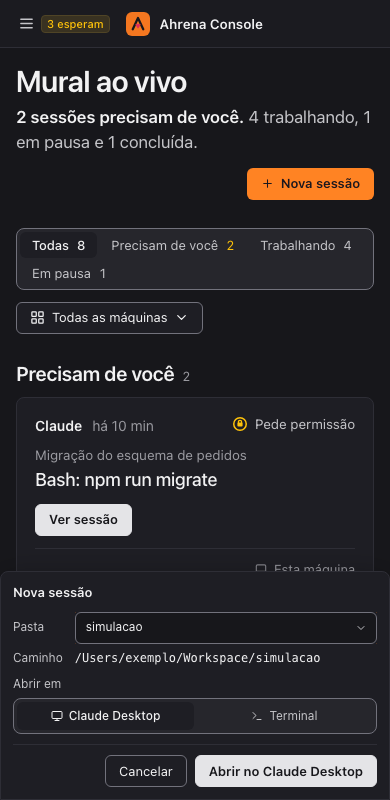 3 esperam
Ahrena Console
Mural ao vivo
2 sessões precisam de você. 4 trabalhando, 1
em pausa e 1 concluída.
Nova sessão
Todas 8
Precisam de você 2
Trabalhando 4
Em pausa 1
Todas as máquinas
Precisam de você 2
Claude há 10 min
Pede permissão
Migração do esquema de pedidos
Bash: npm run migrate
Ver sessão
Esta máquina
Nova sessão
Pasta
simulacao
Caminho
/Users/exemplo/Workspace/simulacao
Abrir em
Claude Desktop
Terminal
Cancelar
Abrir no Claude Desktop